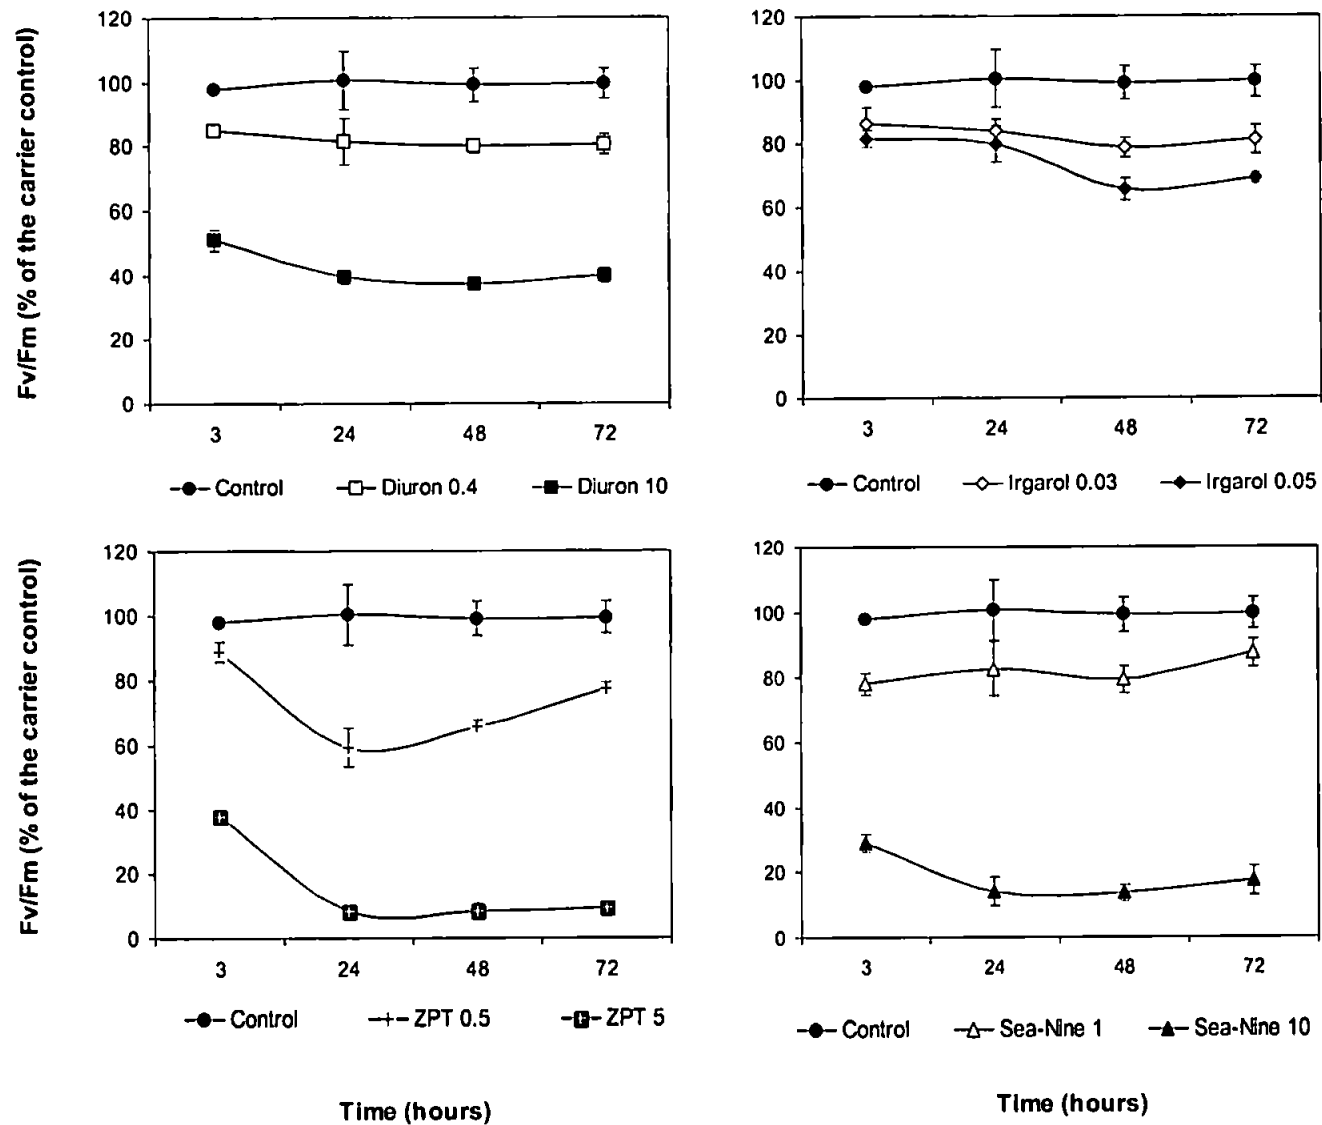 Fv/Fm (% of the carrier control)
120
100
80
60
40
20
0
3 24 48 72
Control Diuron 0.4 Diuron 10
120
100
80
60
40
20
0
3 24 48 72
Control Irgarol 0.03 Irgarol 0.05
Fv/Fm (% of the carrier control)
120
100
80
60
40
20
0
3 24 48 72
Control ZPT 0.5 ZPT 5
Time (hours)
120
100
80
60
40
20
0
3 24 48 72
Control Sea-Nine 1 Sea-Nine 10
Time (hours)